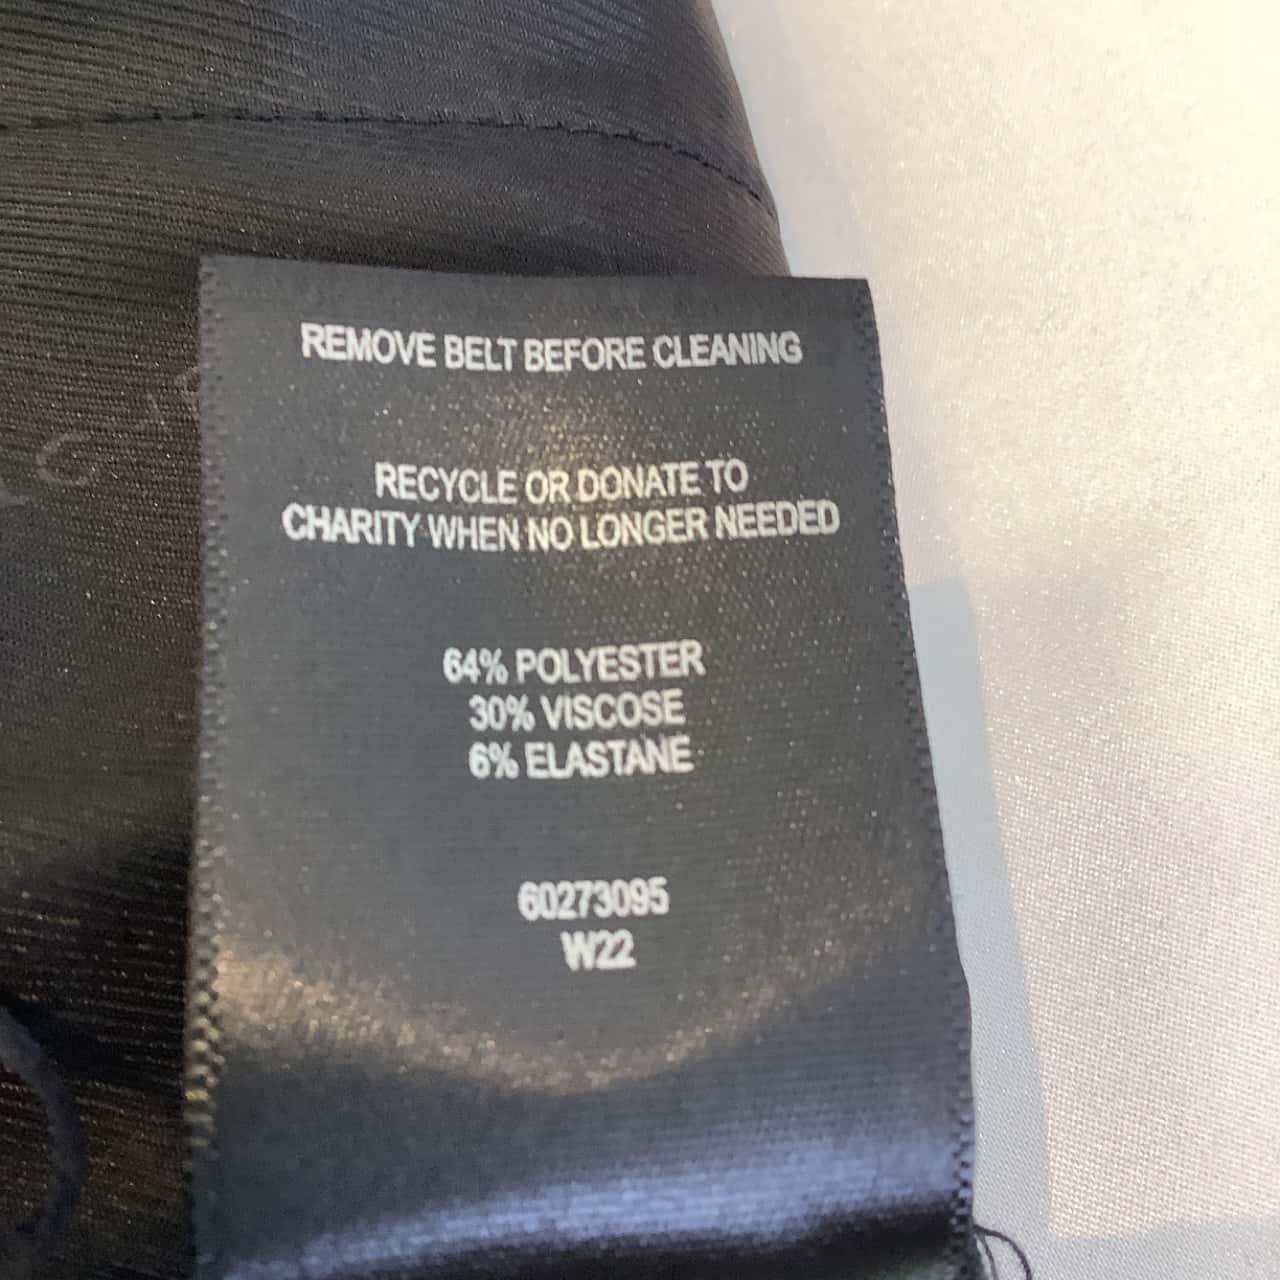 REMOVE BELT BEFORE CLEANING
RECYCLE OR DONATE TO
CHARITY WHEN NO LONGER NEEDED
64% POLYESTER
30% VISCOSE
6% ELASTANE
60273095
W22